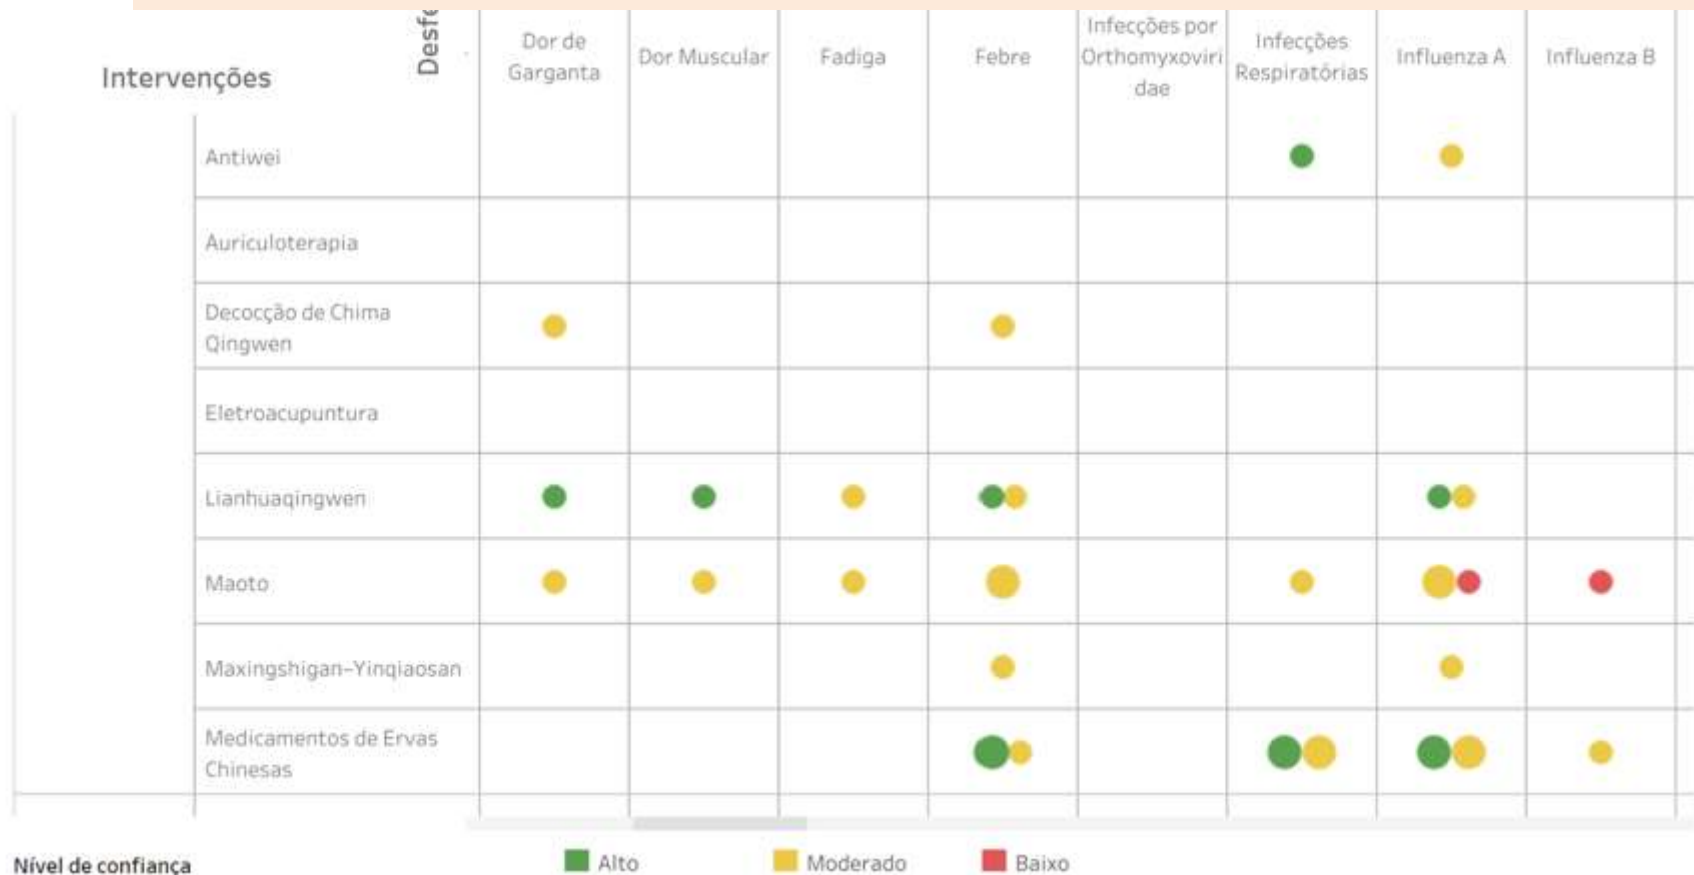 Intervenções
Dor de
Garganta
Dor Muscular
Fadiga
Febre
Infecções por
Orthomyxoviri
dae
Infecções
Respiratórias
Influenza A
Influenza B
Antiwei
Auriculoterapia
Decocção de Chima
Qingwen
Eletroacupuntura
Lianhuaqingwen
Maoto
Maxingshigan-Yinqiaosan
Medicamentos de Ervas
Chinesas
Nível de confiança
Alto
Moderado
Baixo